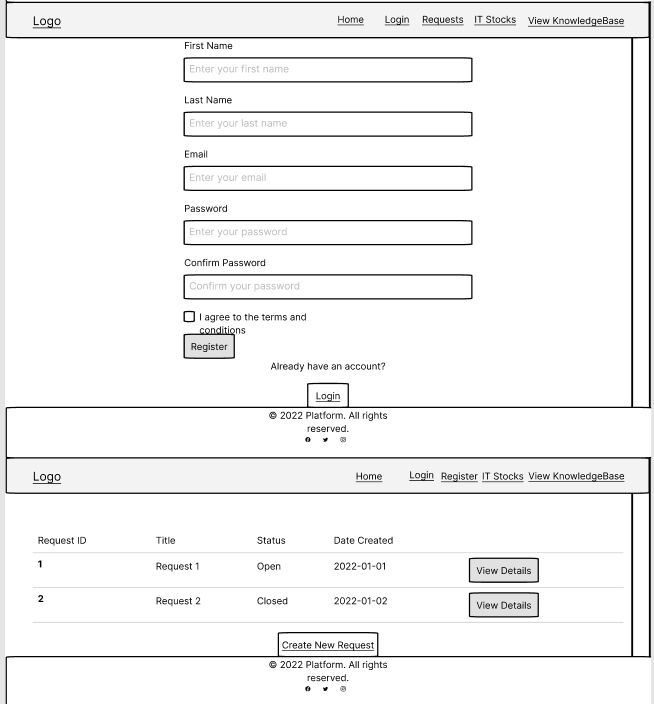 Logo Home Login Requests IT Stocks View KnowledgeBase
First Name
Enter your first name
Last Name
Enter your last name
Email
Enter your email
Password
Enter your password
Confirm Password
Confirm your password
I agree to the terms and
conditions
Register
Already have an account?
Login
© 2022 Platform. All rights
reserved.
Logo Home Login Register IT Stocks View KnowledgeBase
Request ID Title Status Date Created
1 Request 1 Open 2022-01-01 View Details
2 Request 2 Closed 2022-01-02 View Details
Create New Request
© 2022 Platform. All rights
reserved.